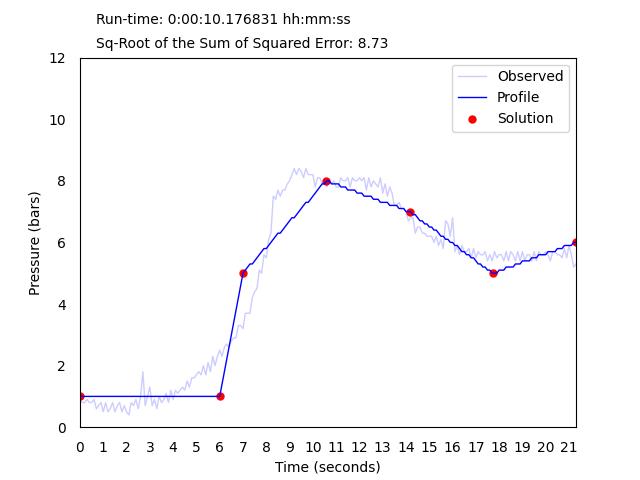 Run-time: 0:00:10.176831 hh:mm:ss
Sq-Root of the Sum of Squared Error: 8.73
Observed
Profile
Solution
12
10
8
6
4
2
0
Pressure (bars)
0 1 2 3 4 5 6 7 8 9 10 11 12 13 14 15 16 17 18 19 20 21
Time (seconds)